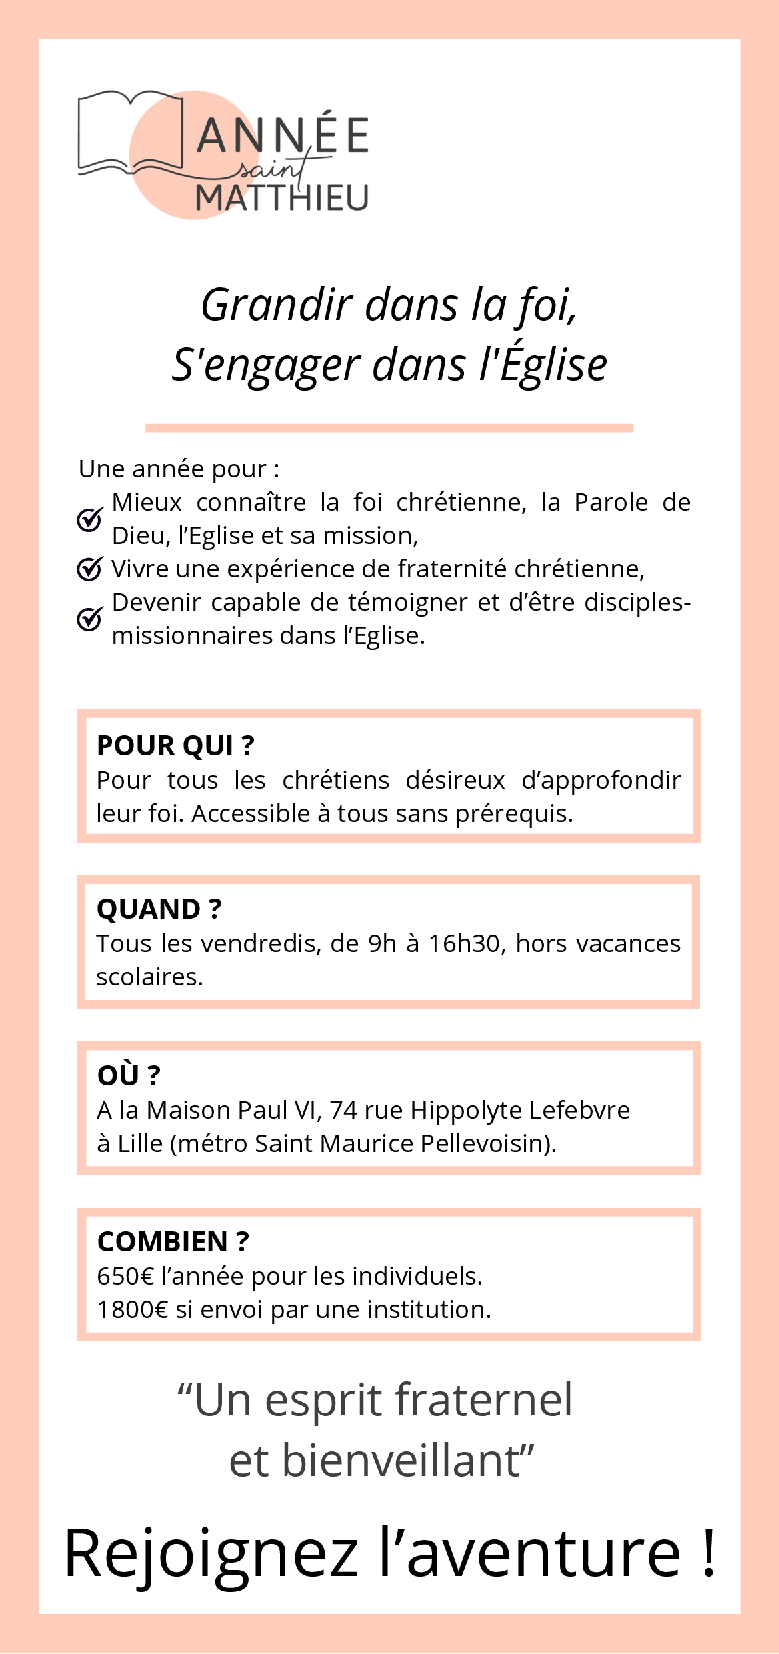 ANNÉE
saint
MATTHIEU
Grandir dans la foi,
S'engager dans l'Église
Une année pour :
Mieux connaître la foi chrétienne, la Parole de
Dieu, l’Eglise et sa mission,
Vivre une expérience de fraternité chrétienne,
Devenir capable de témoigner et d’être disciples-
missionnaires dans l’Eglise.
POUR QUI ?
Pour tous les chrétiens désireux d’approfondir
leur foi. Accessible à tous sans prérequis.
QUAND ?
Tous les vendredis, de 9h à 16h30, hors vacances
scolaires.
OÙ ?
A la Maison Paul VI, 74 rue Hippolyte Lefebvre
à Lille (métro Saint Maurice Pellevoisin).
COMBIEN ?
650€ l’année pour les individuels.
1800€ si envoi par une institution.
“Un esprit fraternel
et bienveillant”
Rejoignez l’aventure !